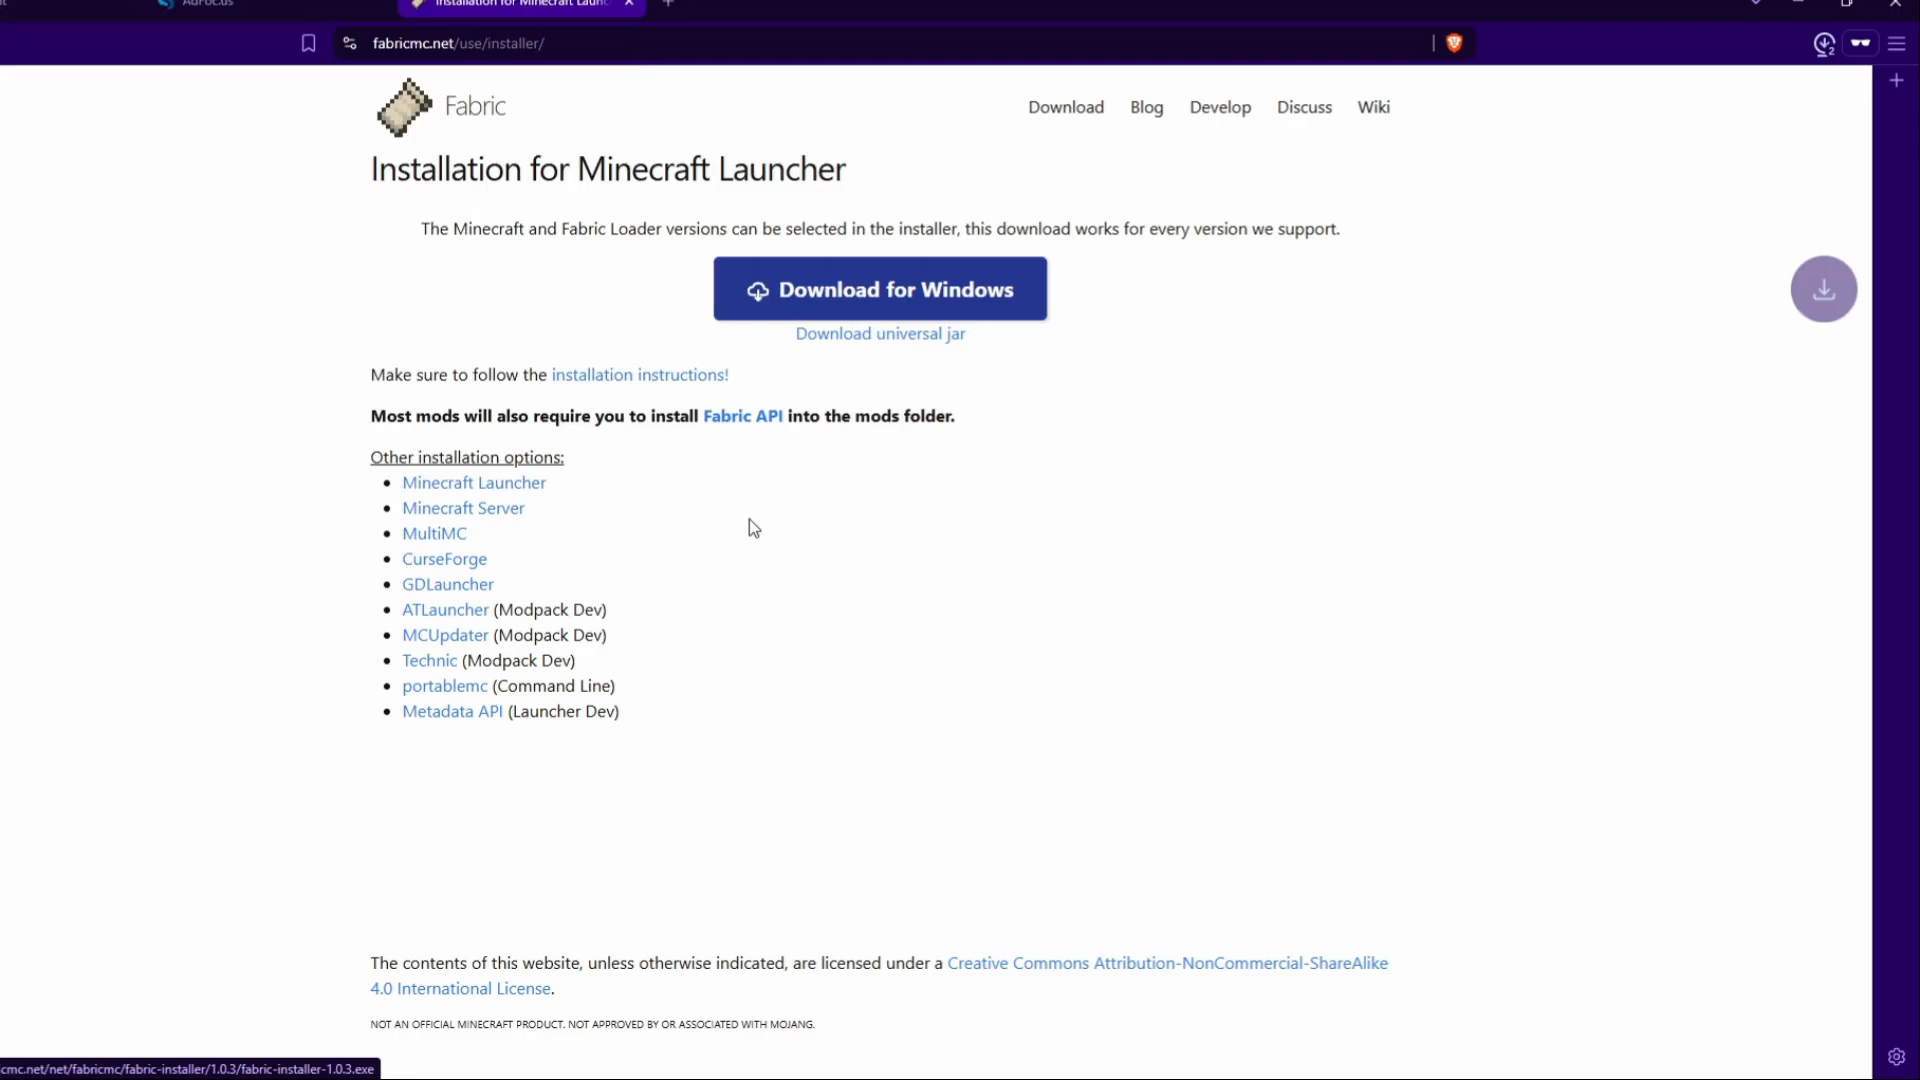 AdFoc.us
Installation for Minecraft Launc
fabricmc.net/use/installer/
2
Fabric
Download
Blog
Develop
Discuss
Wiki
Installation for Minecraft Launcher
The Minecraft and Fabric Loader versions can be selected in the installer, this download works for every version we support.
Download for Windows
Download universal jar
Make sure to follow the installation instructions!
Most mods will also require you to install Fabric API into the mods folder.
Other installation options:
Minecraft Launcher
Minecraft Server
MultiMC
CurseForge
GDLauncher
ATLauncher (Modpack Dev)
MCUpdater (Modpack Dev)
Technic (Modpack Dev)
portablemc (Command Line)
Metadata API (Launcher Dev)
The contents of this website, unless otherwise indicated, are licensed under a Creative Commons Attribution-NonCommercial-ShareAlike
4.0 International License.
NOT AN OFFICIAL MINECRAFT PRODUCT. NOT APPROVED BY OR ASSOCIATED WITH MOJANG.
cmc.net/net/fabricmc/fabric-installer/1.0.3/fabric-installer-1.0.3.exe